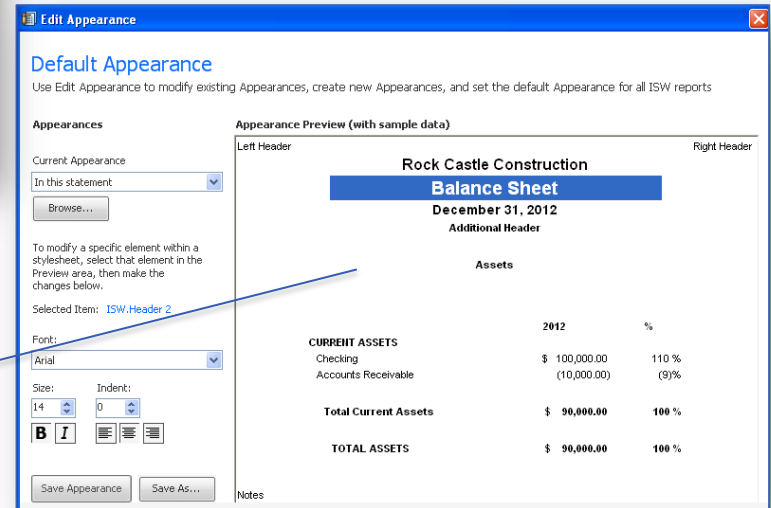 Edit Appearance
Default Appearance
Use Edit Appearance to modify existing Appearances, create new Appearances, and set the default Appearance for all ISW reports
Appearances
Current Appearance
In this statement
Browse...
To modify a specific element within a
stylesheet, select that element in the
Preview area, then make the
changes below.
Selected Item: ISW.Header 2
Font:
Arial
Size: Indent:
14 0
B I
Save Appearance Save As...
Appearance Preview (with sample data)
Left Header Right Header
Rock Castle Construction
Balance Sheet
December 31, 2012
Additional Header
Assets
2012 %
CURRENT ASSETS
Checking $ 100,000.00 110 %
Accounts Receivable (10,000.00) (9)%
Total Current Assets $ 90,000.00 100 %
TOTAL ASSETS $ 90,000.00 100 %
Notes